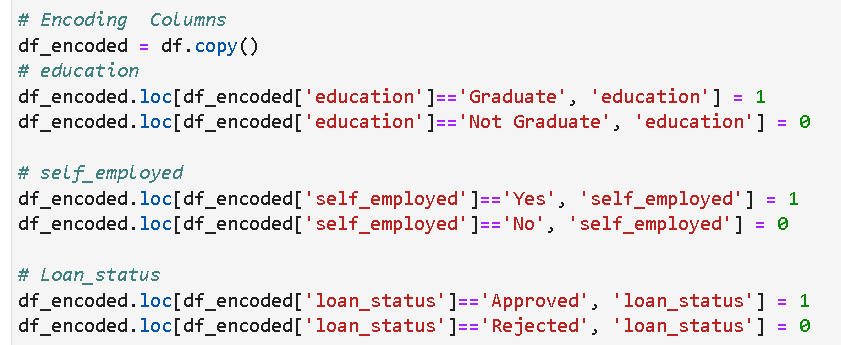 # Encoding  Columns
df_encoded = df.copy()
# education
df_encoded.loc[df_encoded['education']=='Graduate', 'education'] = 1
df_encoded.loc[df_encoded['education']=='Not Graduate', 'education'] = 0
# self_employed
df_encoded.loc[df_encoded['self_employed']=='Yes', 'self_employed'] = 1
df_encoded.loc[df_encoded['self_employed']=='No', 'self_employed'] = 0
# Loan_status
df_encoded.loc[df_encoded['loan_status']=='Approved', 'loan_status'] = 1
df_encoded.loc[df_encoded['loan_status']=='Rejected', 'loan_status'] = 0